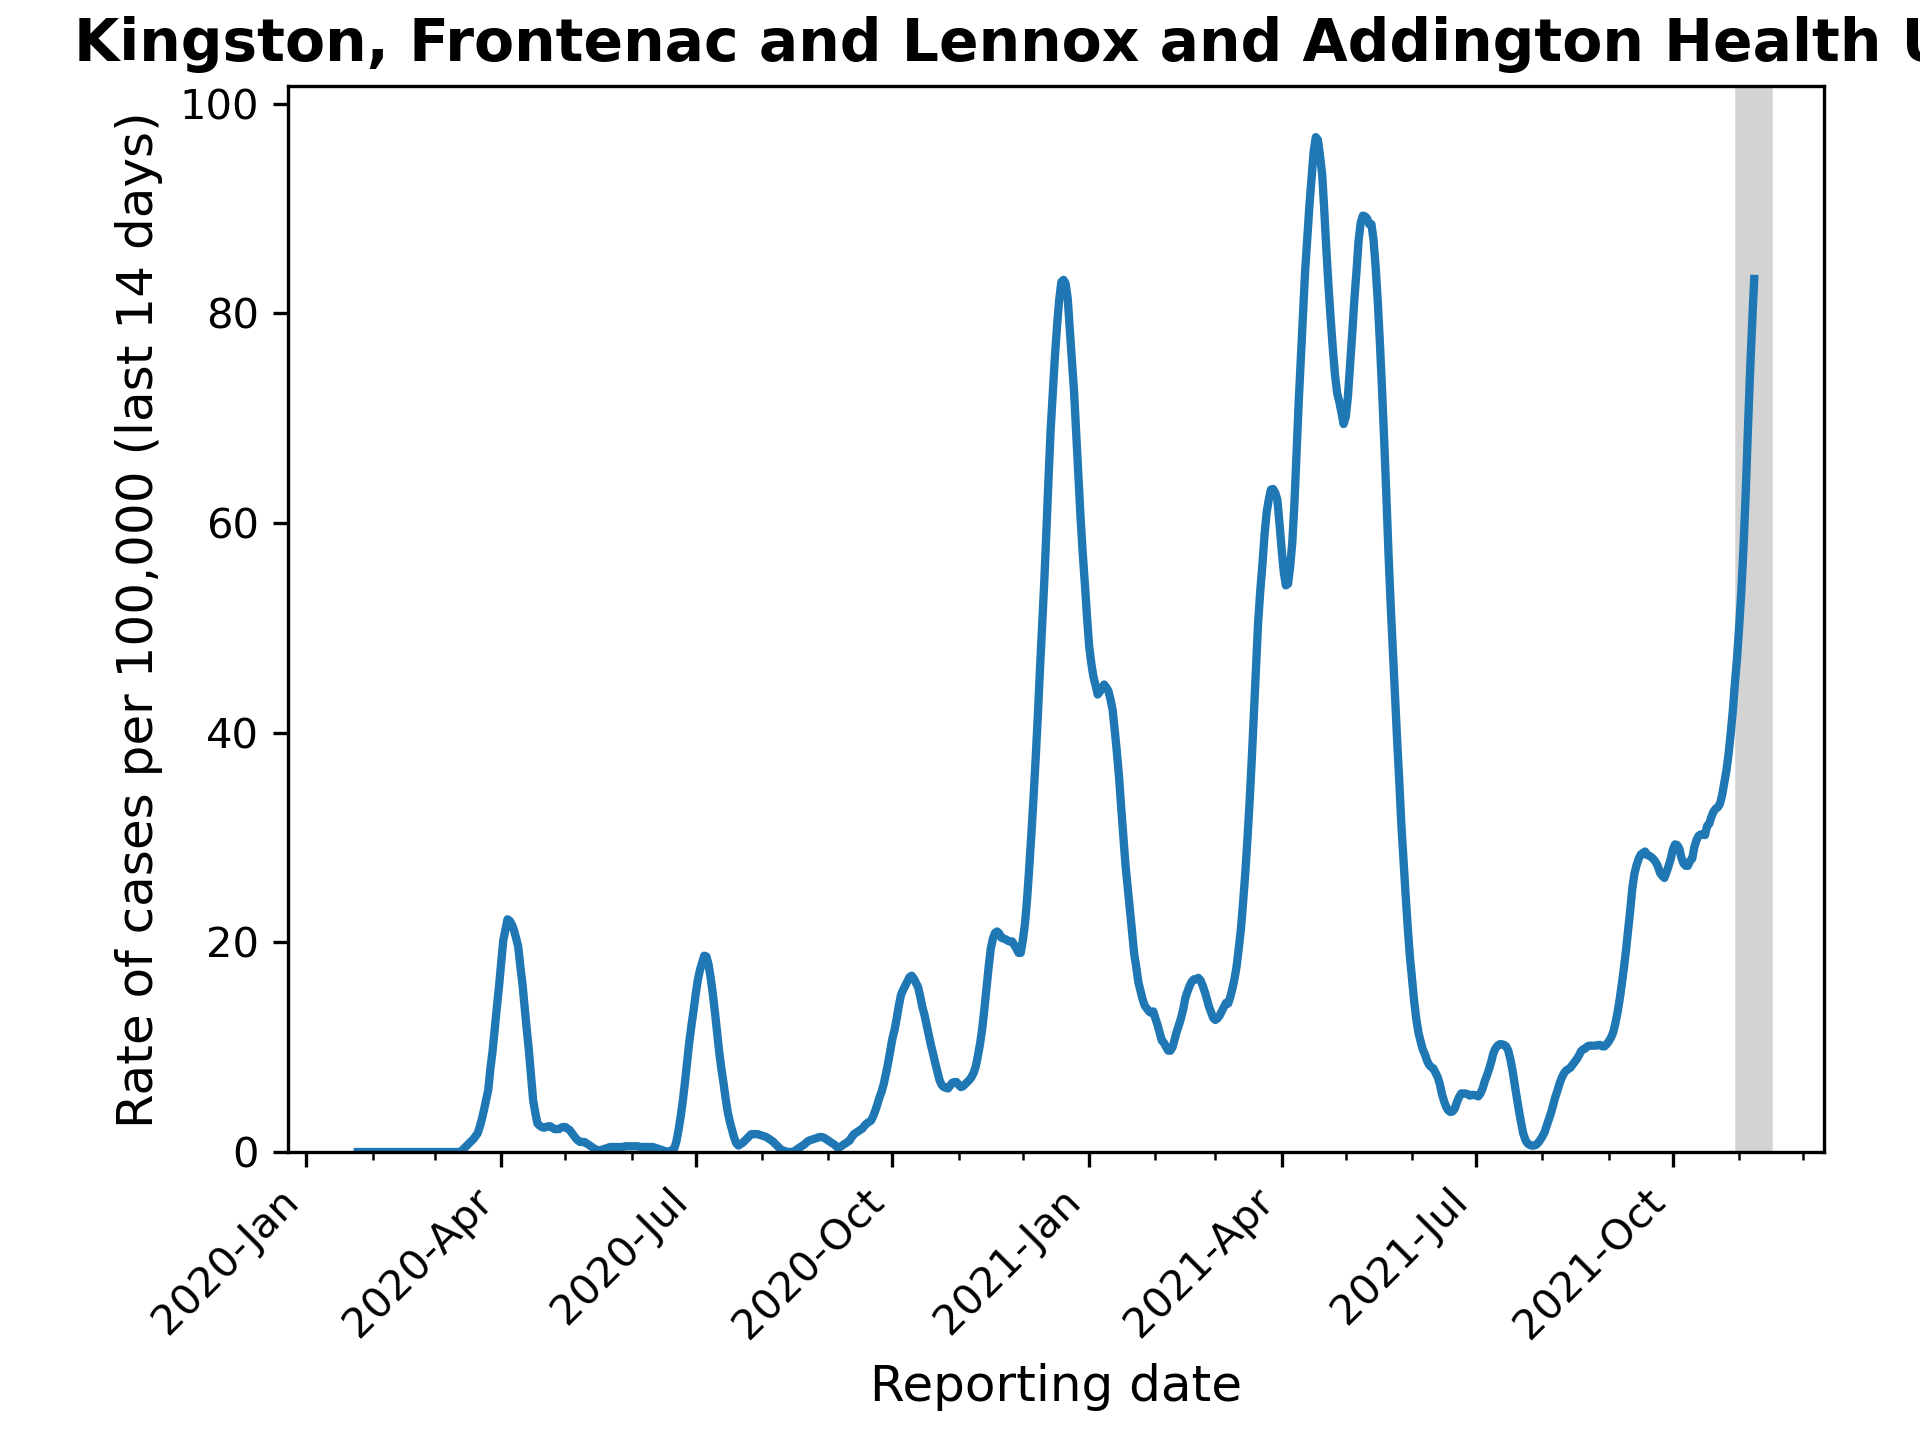 Kingston, Frontenac and Lennox and Addington Health
Rate of cases per 100,000 (last 14 days)
100
80
60
40
20
0
2020-Jan
2020-Apr
2020-Jul
2020-Oct
2021-Jan
2021-Apr
2021-Jul
2021-Oct
Reporting date